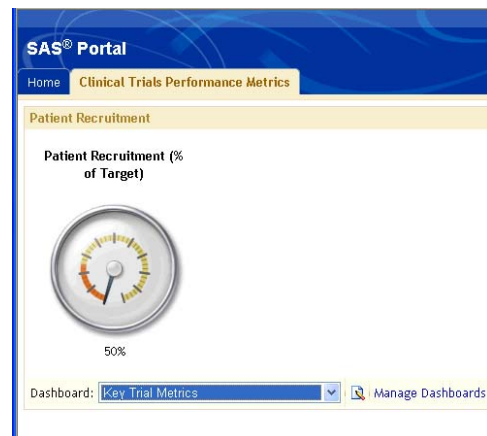 SAS® Portal
Home Clinical Trials Performance Metrics
Patient Recruitment
Patient Recruitment (%
of Target)
50%
Dashboard: Key Trial Metrics Manage Dashboards